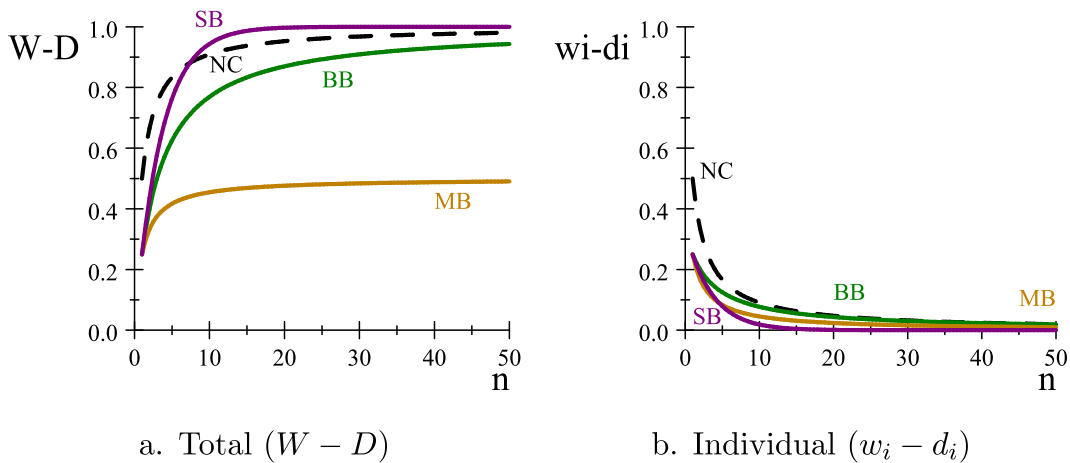 W-D
1.0
0.8
0.6
0.4
0.2
0.0
SB
NC
BB
MB
0 10 20 30 40 50
n
a. Total (W − D)
wi-di
1.0
0.8
0.6
0.4
0.2
0.0
NC
BB
MB
SB
0 10 20 30 40 50
n
b. Individual (wᵢ − dᵢ)